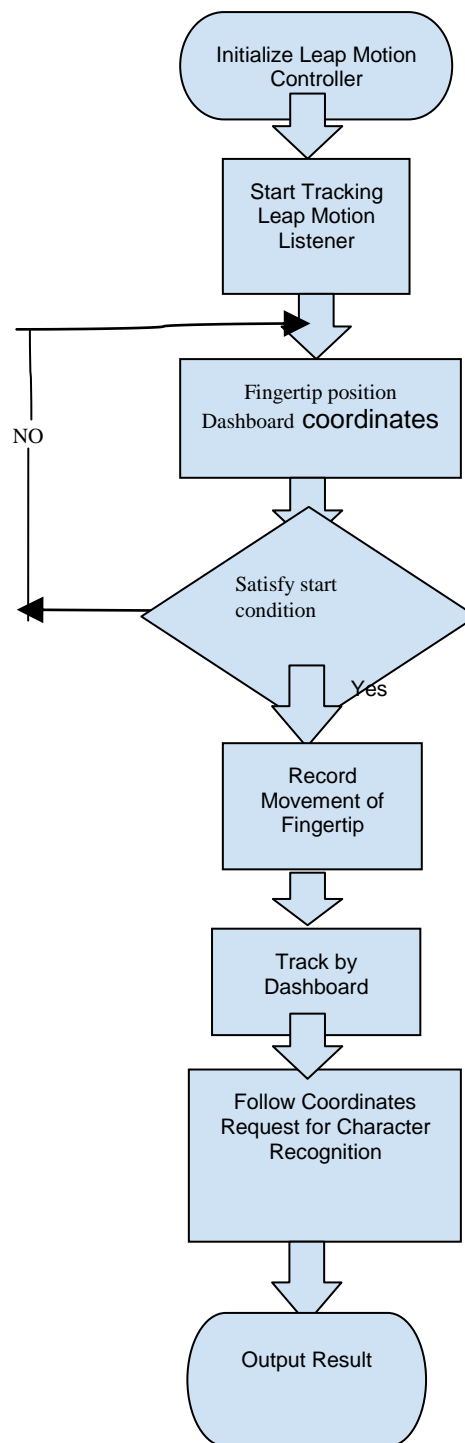 Initialize Leap Motion
Controller
Start Tracking
Leap Motion
Listener
Fingertip position
Dashboard coordinates
NO
Satisfy start
condition
Yes
Record
Movement of
Fingertip
Track by
Dashboard
Follow Coordinates
Request for Character
Recognition
Output Result